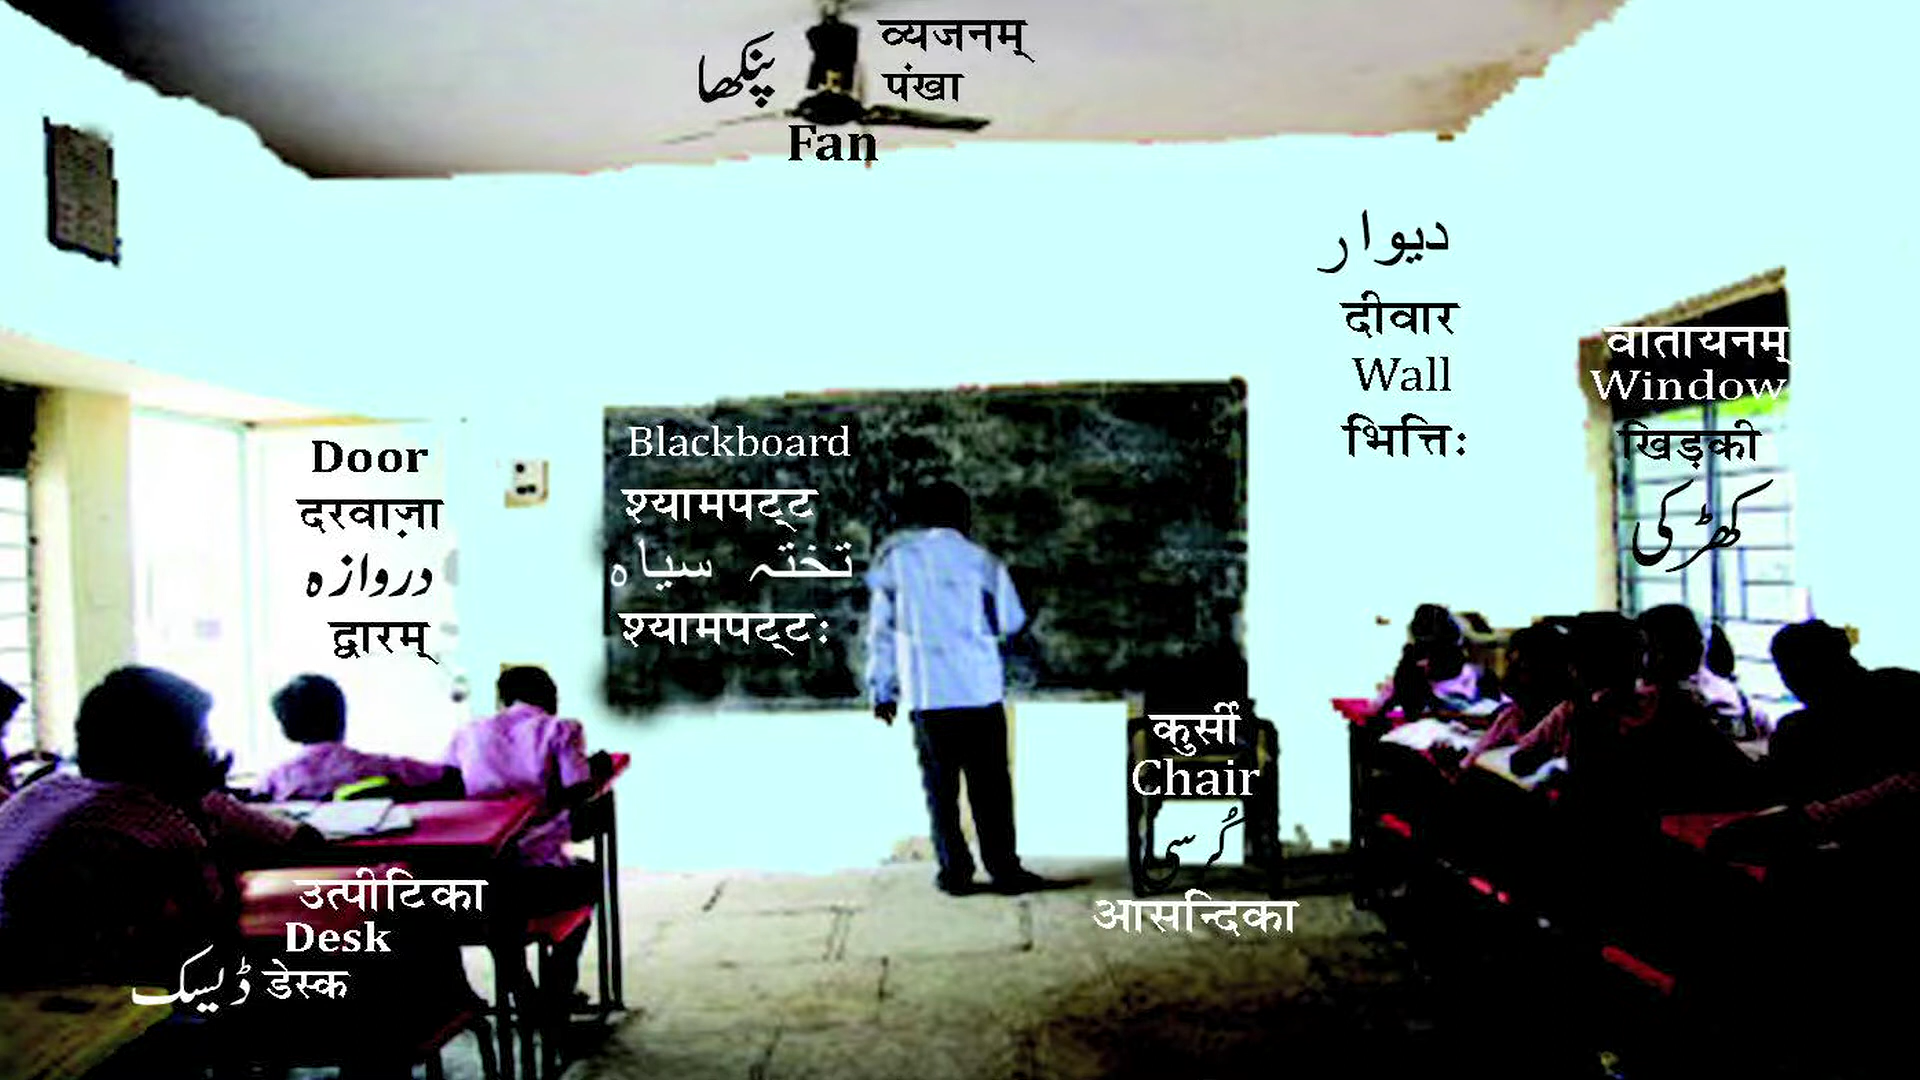 پنکھا
व्यजनम्
पंखा
Fan
دیوار
दीवार
Wall
भित्तिः
वातायनम्
Window
खिड़की
کھڑکی
Door
दरवाज़ा
دروازہ
द्वारम्
Blackboard
श्यामपट्ट
تختہ سیاہ
श्यामपट्टः
कुर्सी
Chair
کُرسی
आसन्दिका
उत्पीटिका
Desk
ڈیسک डेस्क